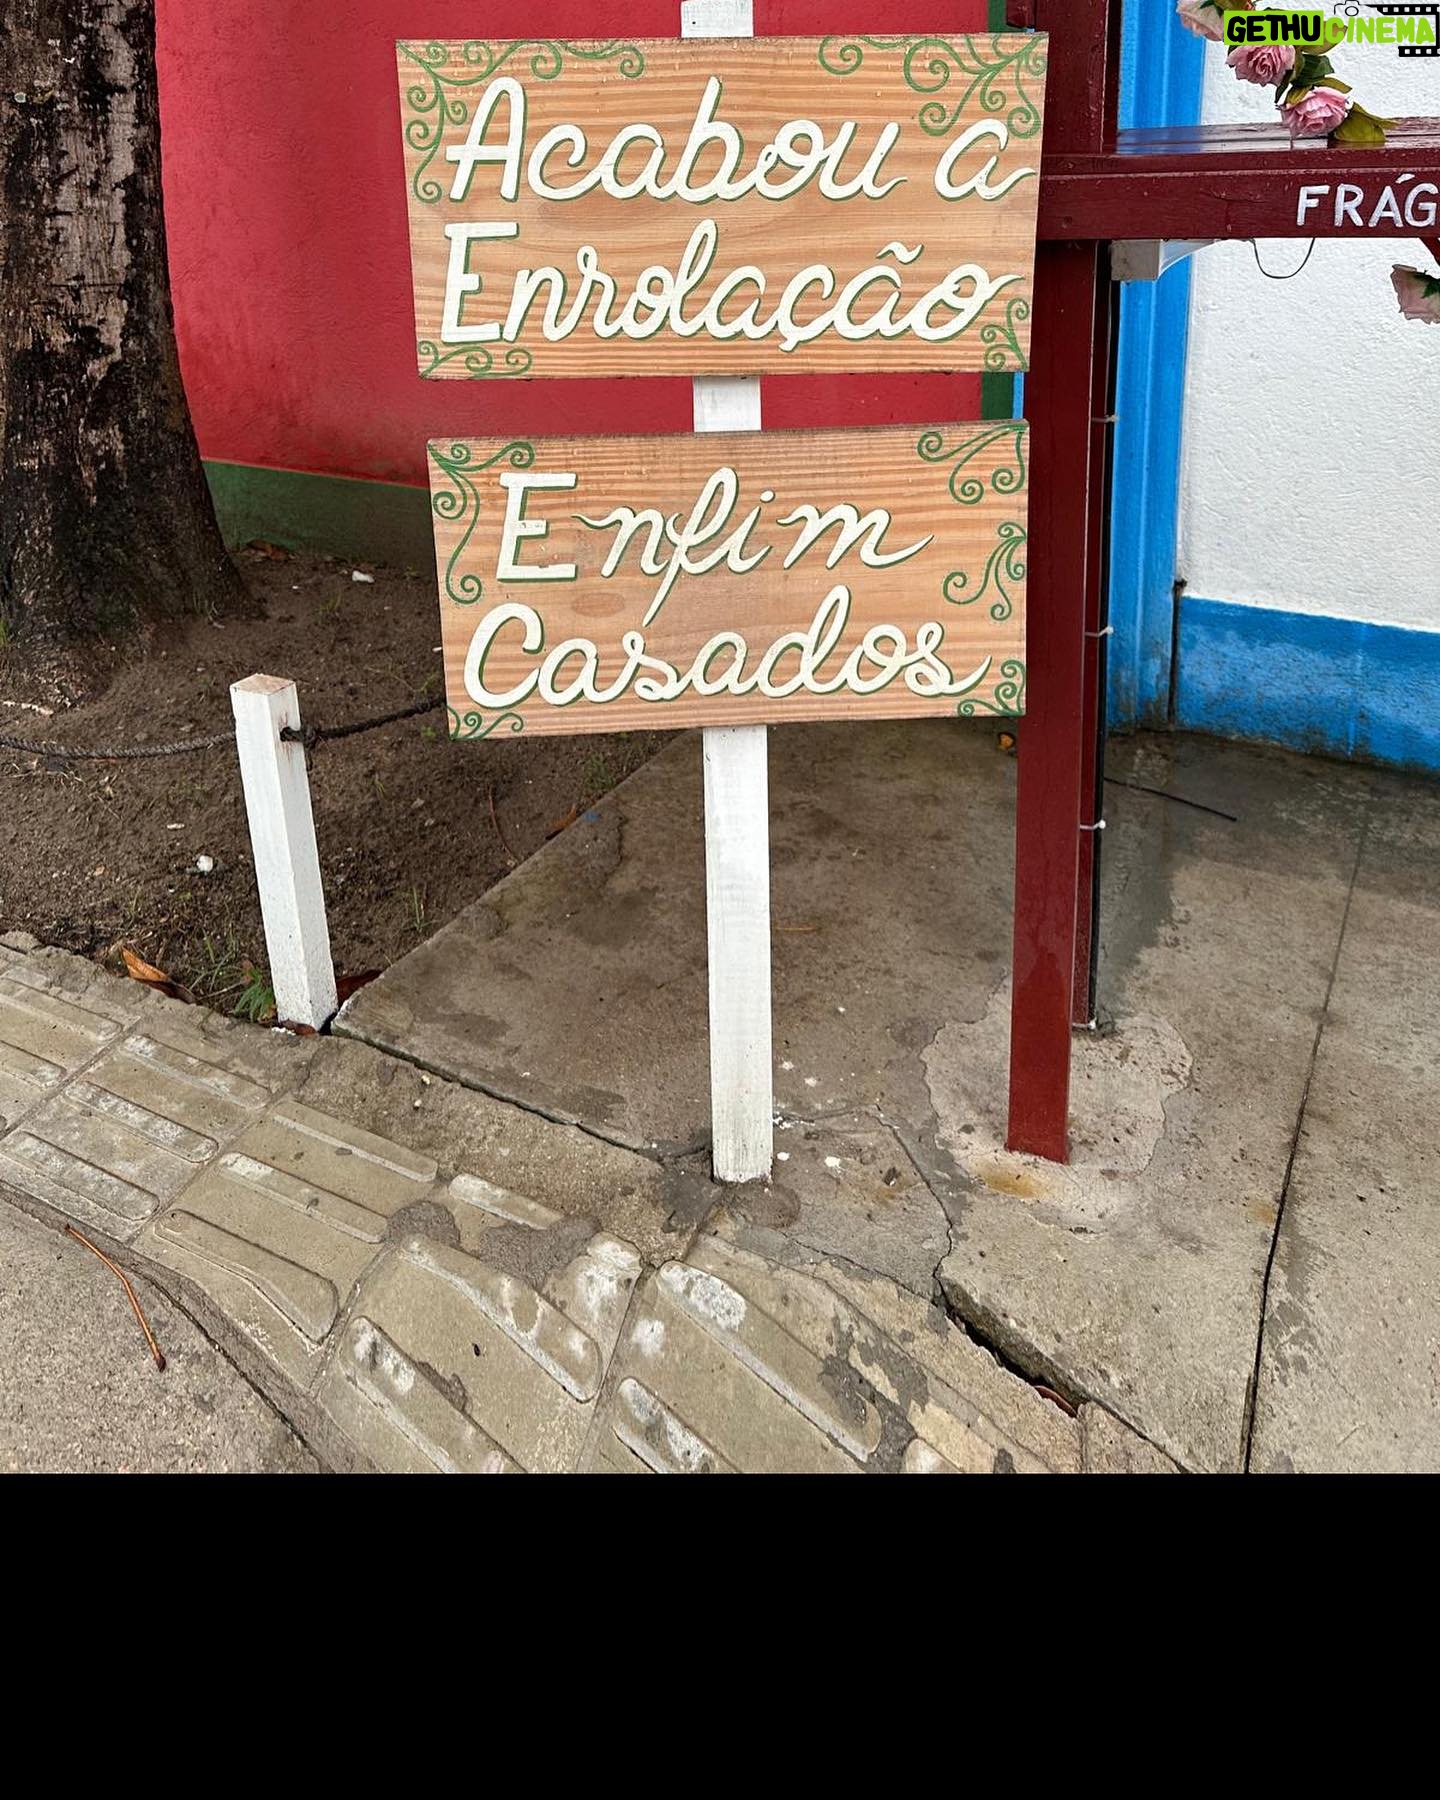 GETHUCINEMA
Acabou a
Enrolação
FRÁG
Enfim
Casados